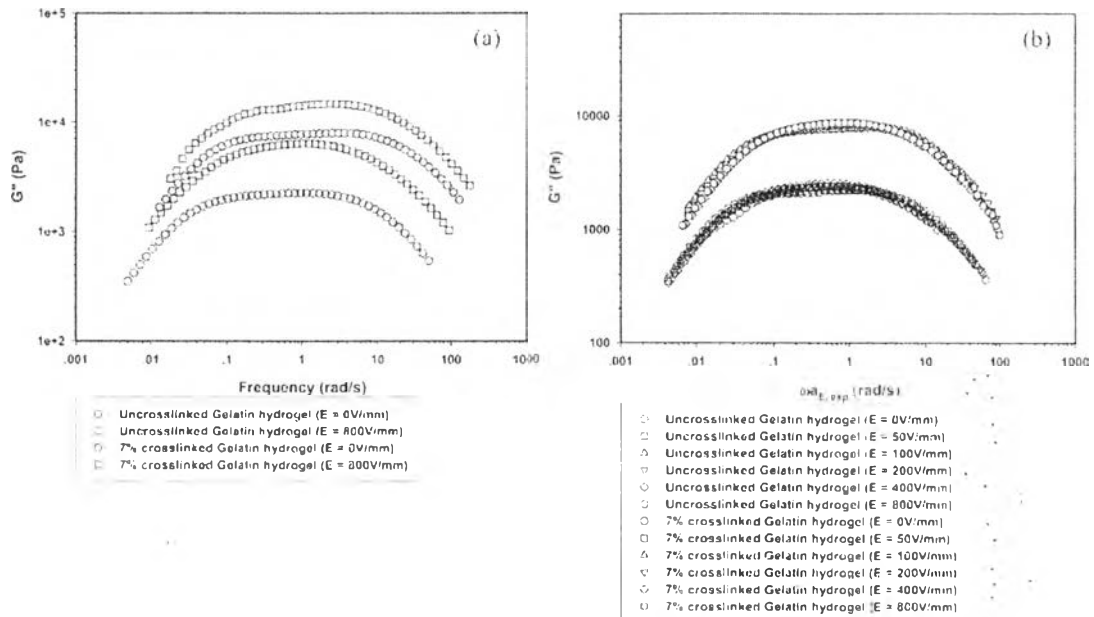 (a)
1e+5
1e+4
1e+3
1e+2
G'' (Pa)
.001 .01 .1 1 10 100 1000
Frequency (rad/s)
○ Uncrosslinked Gelatin hydrogel (E = 0V/mm)
□ Uncrosslinked Gelatin hydrogel (E = 800V/mm)
○ 7% crosslinked Gelatin hydrogel (E = 0V/mm)
□ 7% crosslinked Gelatin hydrogel (E = 800V/mm)
(b)
10000
1000
100
G'' (Pa)
.001 .01 .1 1 10 100 1000
ωa E, exp (rad/s)
Uncrosslinked Gelatin hydrogel (E = 0V/mm)
Uncrosslinked Gelatin hydrogel (E = 50V/mm)
Uncrosslinked Gelatin hydrogel (E = 100V/mm)
Uncrosslinked Gelatin hydrogel (E = 200V/mm)
Uncrosslinked Gelatin hydrogel (E = 400V/mm)
Uncrosslinked Gelatin hydrogel (E = 800V/mm)
7% crosslinked Gelatin hydrogel (E = 0V/mm)
7% crosslinked Gelatin hydrogel (E = 50V/mm)
7% crosslinked Gelatin hydrogel (E = 100V/mm)
7% crosslinked Gelatin hydrogel (E = 200V/mm)
7% crosslinked Gelatin hydrogel (E = 400V/mm)
7% crosslinked Gelatin hydrogel (E = 800V/mm)